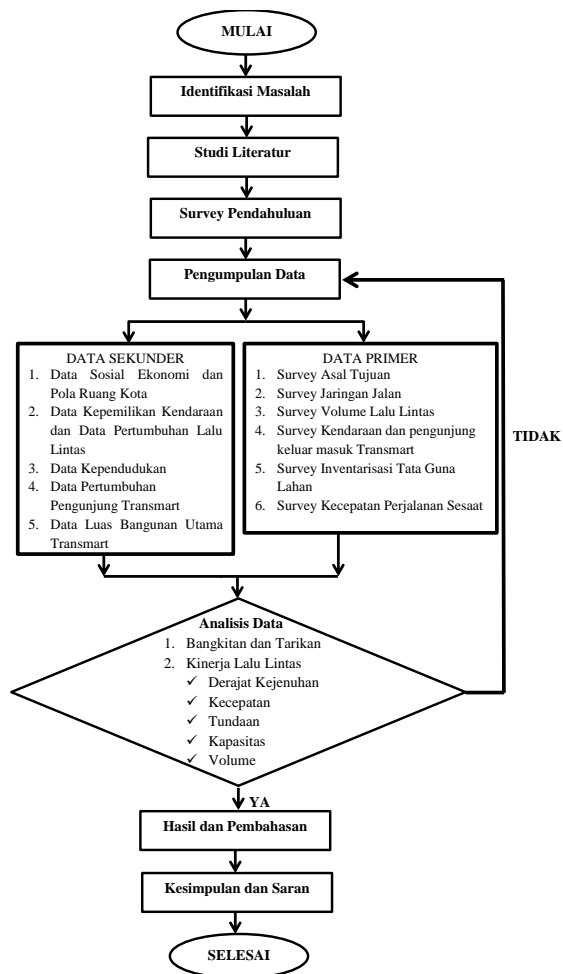 MULAI
Identifikasi Masalah
Studi Literatur
Survey Pendahuluan
Pengumpulan Data
DATA SEKUNDER
1. Data Sosial Ekonomi dan
Pola Ruang Kota
2. Data Kepemilikan Kendaraan
dan Data Pertumbuhan Lalu
Lintas
3. Data Kependudukan
4. Data Pertumbuhan
Pengunjung Transmart
5. Data Luas Bangunan Utama
Transmart
DATA PRIMER
1. Survey Asal Tujuan
2. Survey Jaringan Jalan
3. Survey Volume Lalu Lintas
4. Survey Kendaraan dan pengunjung
keluar masuk Transmart
5. Survey Inventarisasi Tata Guna
Lahan
6. Survey Kecepatan Perjalanan Sesaat
TIDAK
Analisis Data
1. Bangkitan dan Tarikan
2. Kinerja Lalu Lintas
✓ Derajat Kejenuhan
✓ Kecepatan
✓ Tundaan
✓ Kapasitas
✓ Volume
YA
Hasil dan Pembahasan
Kesimpulan dan Saran
SELESAI